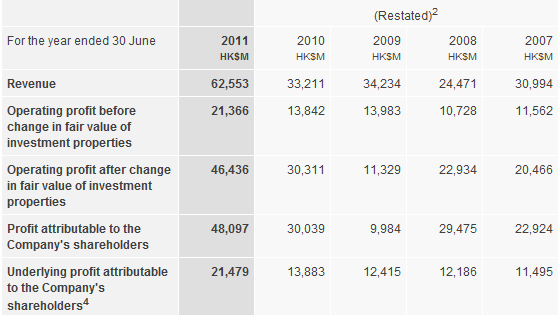 (Restated)2
For the year ended 30 June 2011 2010 2009 2008 2007
HK$M HK$M HK$M HK$M HK$M
Revenue 62,553 33,211 34,234 24,471 30,994
Operating profit before 21,366 13,842 13,983 10,728 11,562
change in fair value of
investment properties
Operating profit after change 46,436 30,311 11,329 22,934 20,466
in fair value of investment
properties
Profit attributable to the 48,097 30,039 9,984 29,475 22,924
Company's shareholders
Underlying profit attributable 21,479 13,883 12,415 12,186 11,495
to the Company's
shareholders4